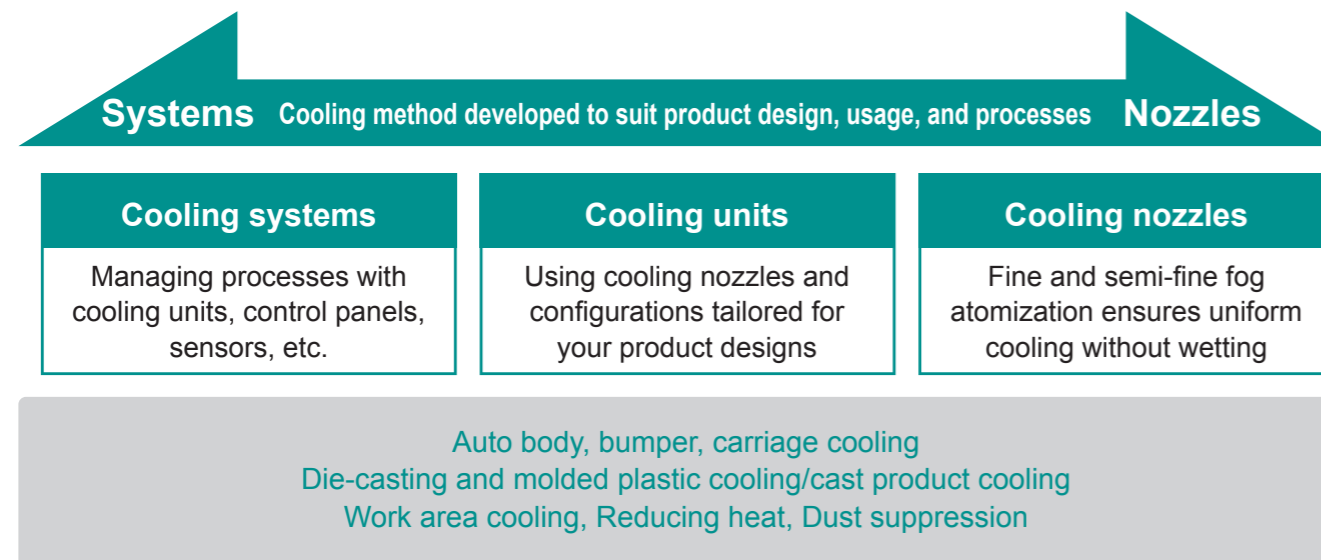 Systems Cooling method developed to suit product design, usage, and processes Nozzles
Cooling systems
Managing processes with
cooling units, control panels,
sensors, etc.
Cooling units
Using cooling nozzles and
configurations tailored for
your product designs
Cooling nozzles
Fine and semi-fine fog
atomization ensures uniform
cooling without wetting
Auto body, bumper, carriage cooling
Die-casting and molded plastic cooling/cast product cooling
Work area cooling, Reducing heat, Dust suppression